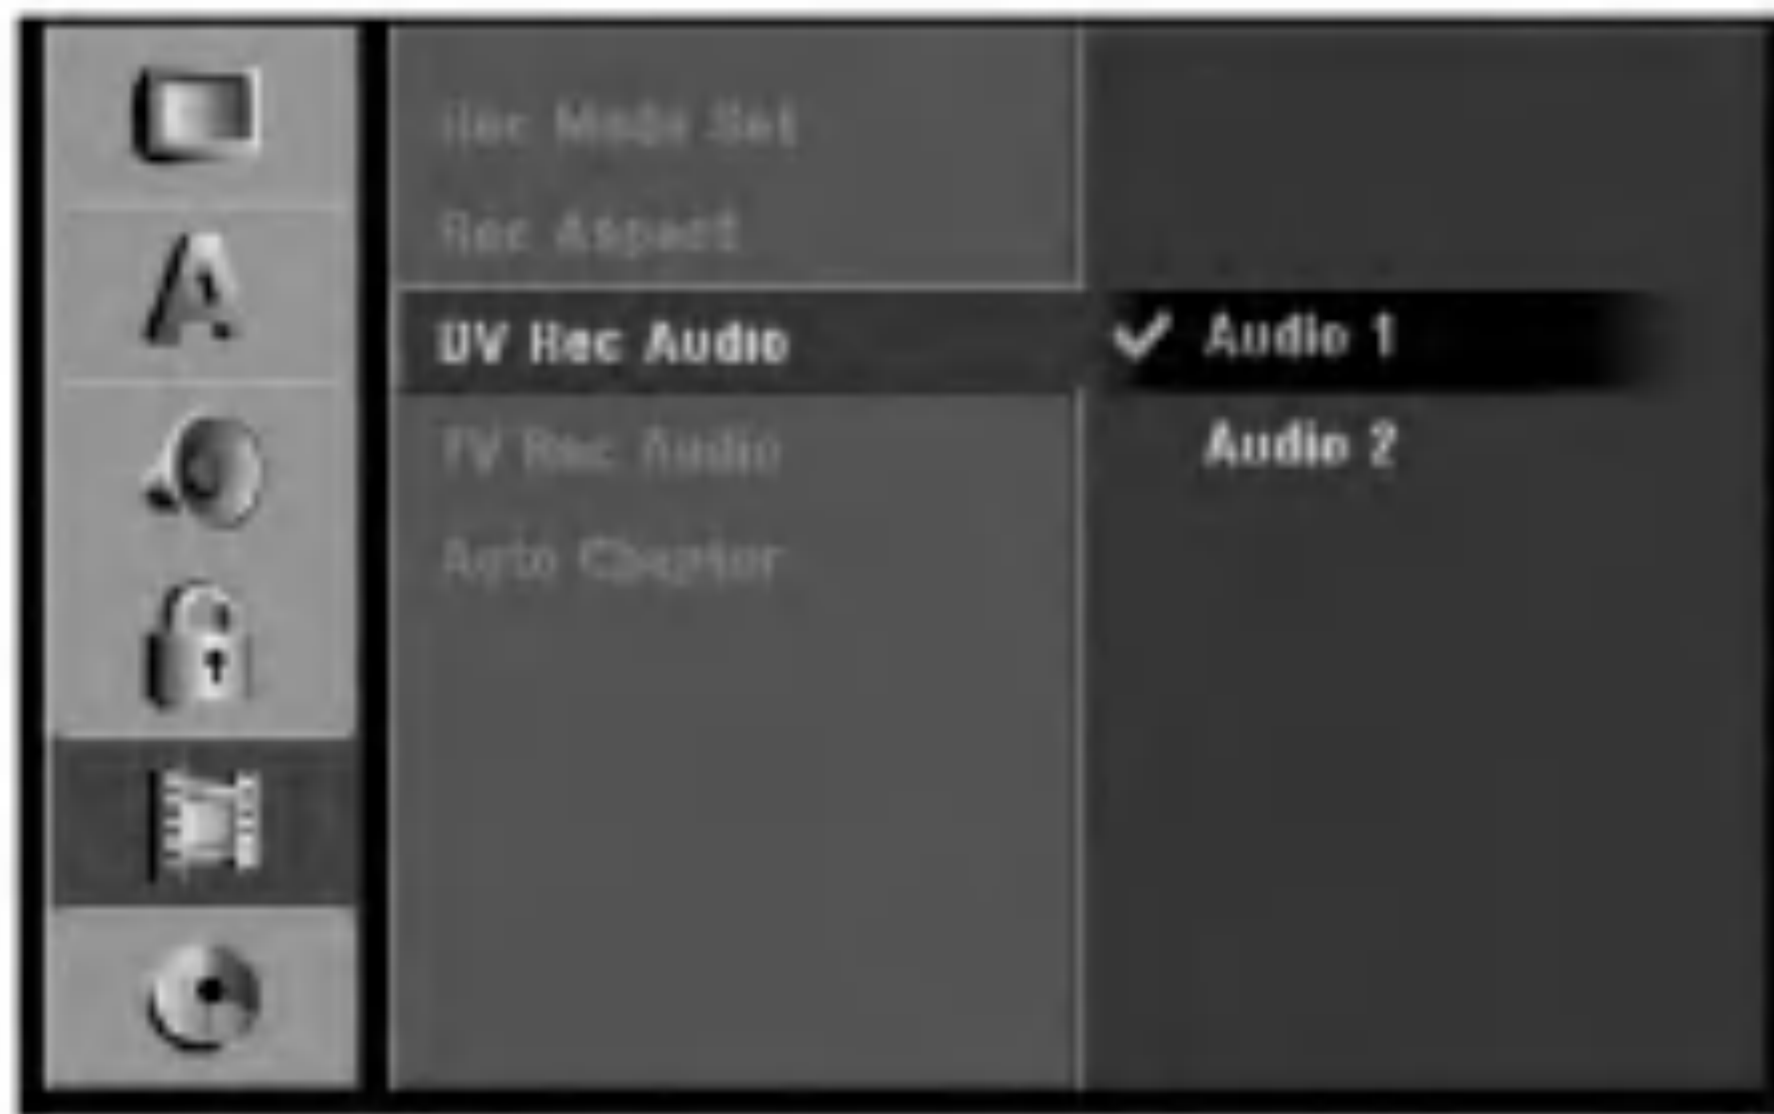 Rec Mode Set
Rec Aspect
DV Rec Audio
TV Rec Audio
Auto Chapter
Audio 1
Audio 2